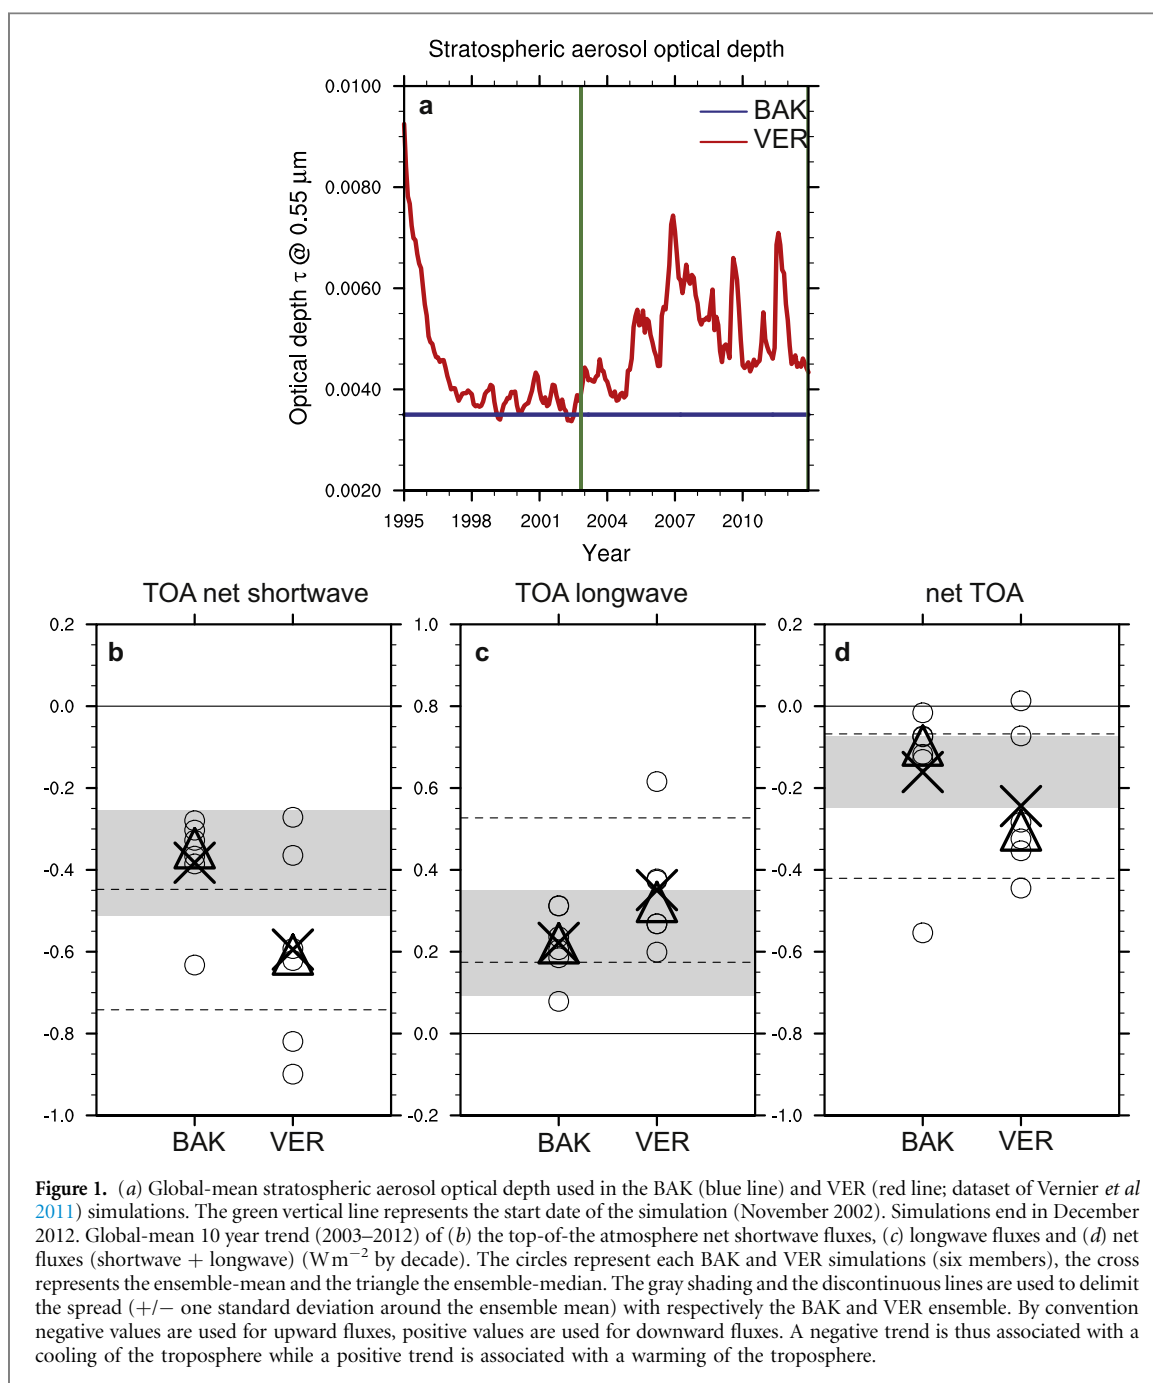 Stratospheric aerosol optical depth
a
BAK
VER
0.0100
0.0080
0.0060
0.0040
0.0020
Optical depth τ @ 0.55 μm
1995 1998 2001 2004 2007 2010
Year
TOA net shortwave TOA longwave net TOA
b
0.2
0.0
-0.2
-0.4
-0.6
-0.8
-1.0
BAK VER
c
1.0
0.8
0.6
0.4
0.2
0.0
-0.2
BAK VER
d
0.2
0.0
-0.2
-0.4
-0.6
-0.8
-1.0
BAK VER
Figure 1. (a) Global-mean stratospheric aerosol optical depth used in the BAK (blue line) and VER (red line; dataset of Vernier et al
2011) simulations. The green vertical line represents the start date of the simulation (November 2002). Simulations end in December
2012. Global-mean 10 year trend (2003–2012) of (b) the top-of-the atmosphere net shortwave fluxes, (c) longwave fluxes and (d) net
fluxes (shortwave + longwave) (W m⁻² by decade). The circles represent each BAK and VER simulations (six members), the cross
represents the ensemble-mean and the triangle the ensemble-median. The gray shading and the discontinuous lines are used to delimit
the spread (+/− one standard deviation around the ensemble mean) with respectively the BAK and VER ensemble. By convention
negative values are used for upward fluxes, positive values are used for downward fluxes. A negative trend is thus associated with a
cooling of the troposphere while a positive trend is associated with a warming of the troposphere.